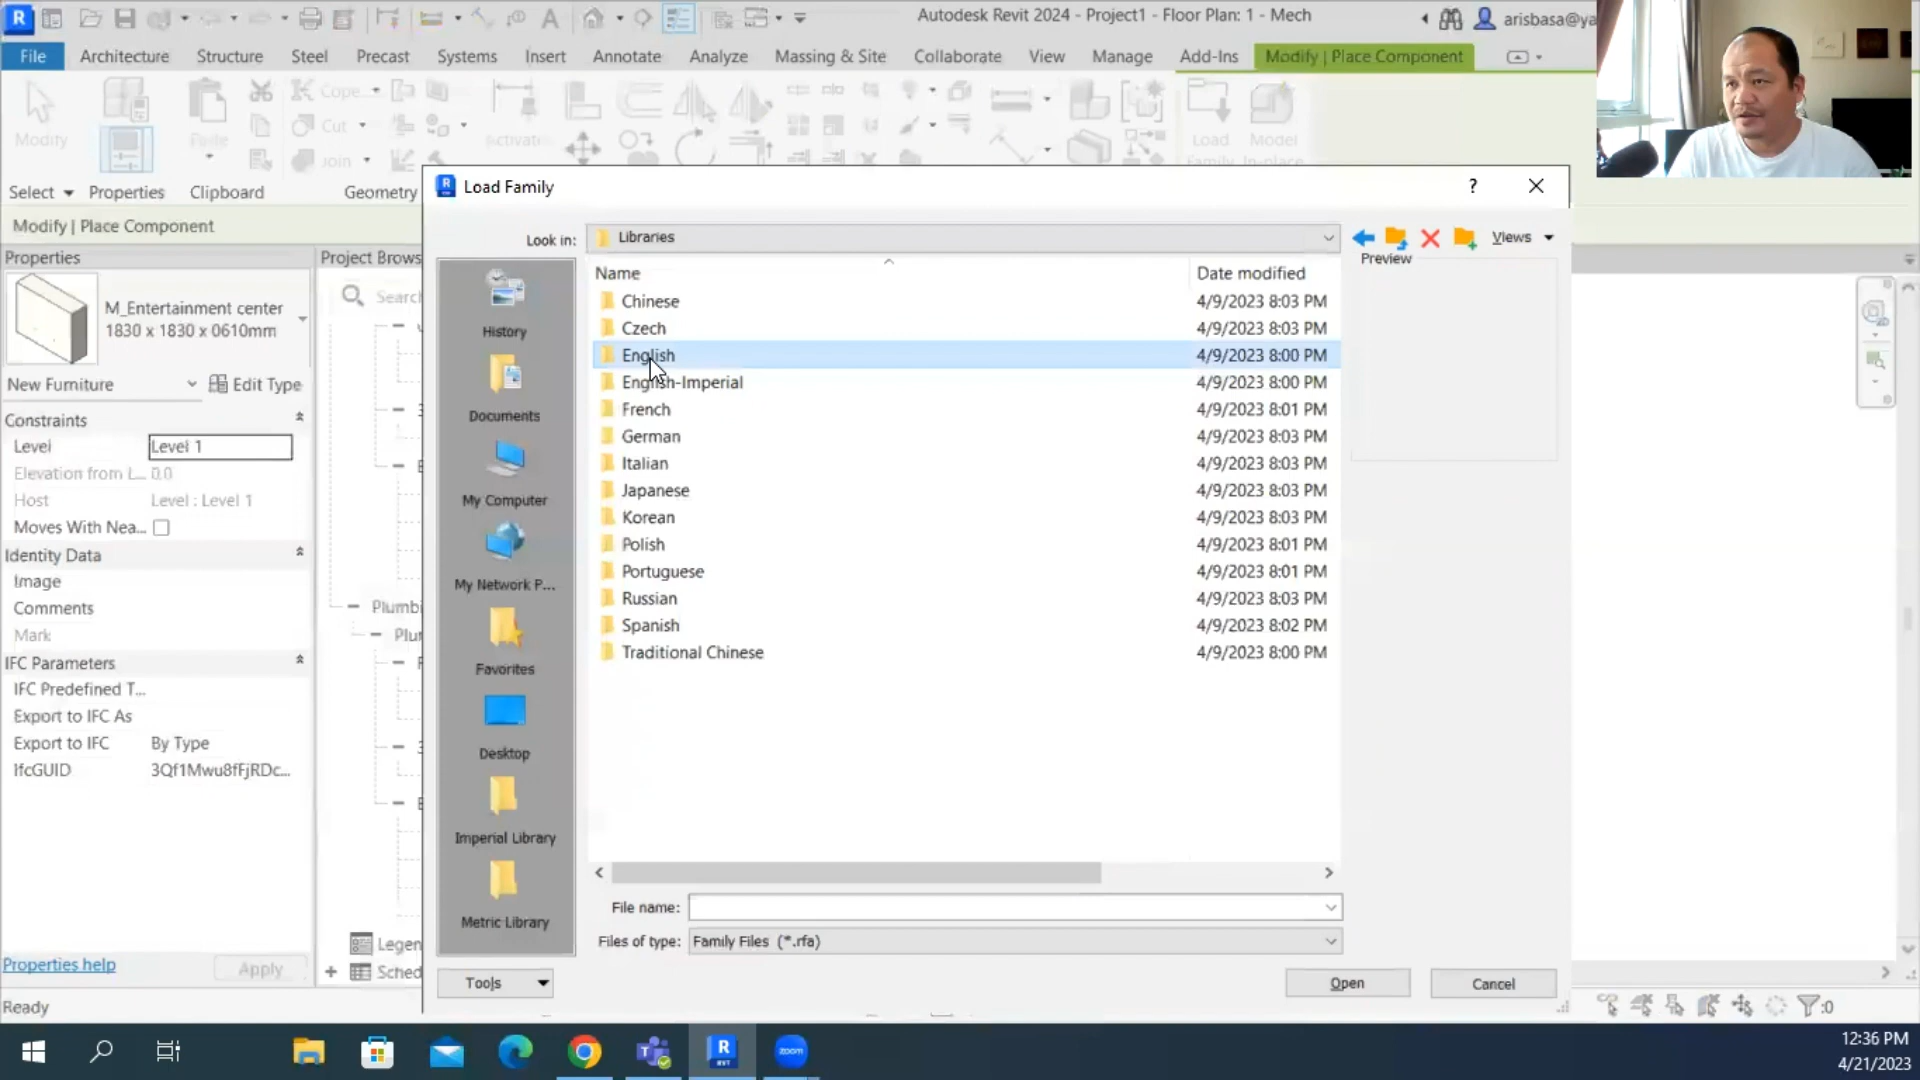 Autodesk Revit 2024 - Project1 - Floor Plan: 1 - Mech
arisbasa@ya
File Architecture Structure Steel Precast Systems Insert Annotate Analyze Massing & Site Collaborate View Manage Add-Ins Modify | Place Component
Modify Paste Cope Cut Join Activate Load Family Model In-place
Select Properties Clipboard Geometry
Modify | Place Component
Properties
M_Entertainment center
1830 x 1830 x 0610mm
New Furniture Edit Type
Constraints
Level Level 1
Elevation from L... 0.0
Host Level : Level 1
Moves With Nea...
Identity Data
Image
Comments
Mark
IFC Parameters
IFC Predefined T...
Export to IFC As
Export to IFC By Type
IfcGUID 3Qf1Mwu8fFjRDc...
Properties help Apply
Ready
Project Brows
Searc
Plumbi
Plur
Legen
Sched
Load Family
? 
Look in: Libraries
Views
Preview
History
Documents
My Computer
My Network P...
Favorites
Desktop
Imperial Library
Metric Library
Name Date modified
Chinese 4/9/2023 8:03 PM
Czech 4/9/2023 8:03 PM
English 4/9/2023 8:00 PM
English-Imperial 4/9/2023 8:00 PM
French 4/9/2023 8:01 PM
German 4/9/2023 8:03 PM
Italian 4/9/2023 8:03 PM
Japanese 4/9/2023 8:03 PM
Korean 4/9/2023 8:03 PM
Polish 4/9/2023 8:01 PM
Portuguese 4/9/2023 8:01 PM
Russian 4/9/2023 8:03 PM
Spanish 4/9/2023 8:02 PM
Traditional Chinese 4/9/2023 8:00 PM
File name:
Files of type: Family Files (*.rfa)
Tools Open Cancel
:0
R RVT
zoom
12:36 PM
4/21/2023